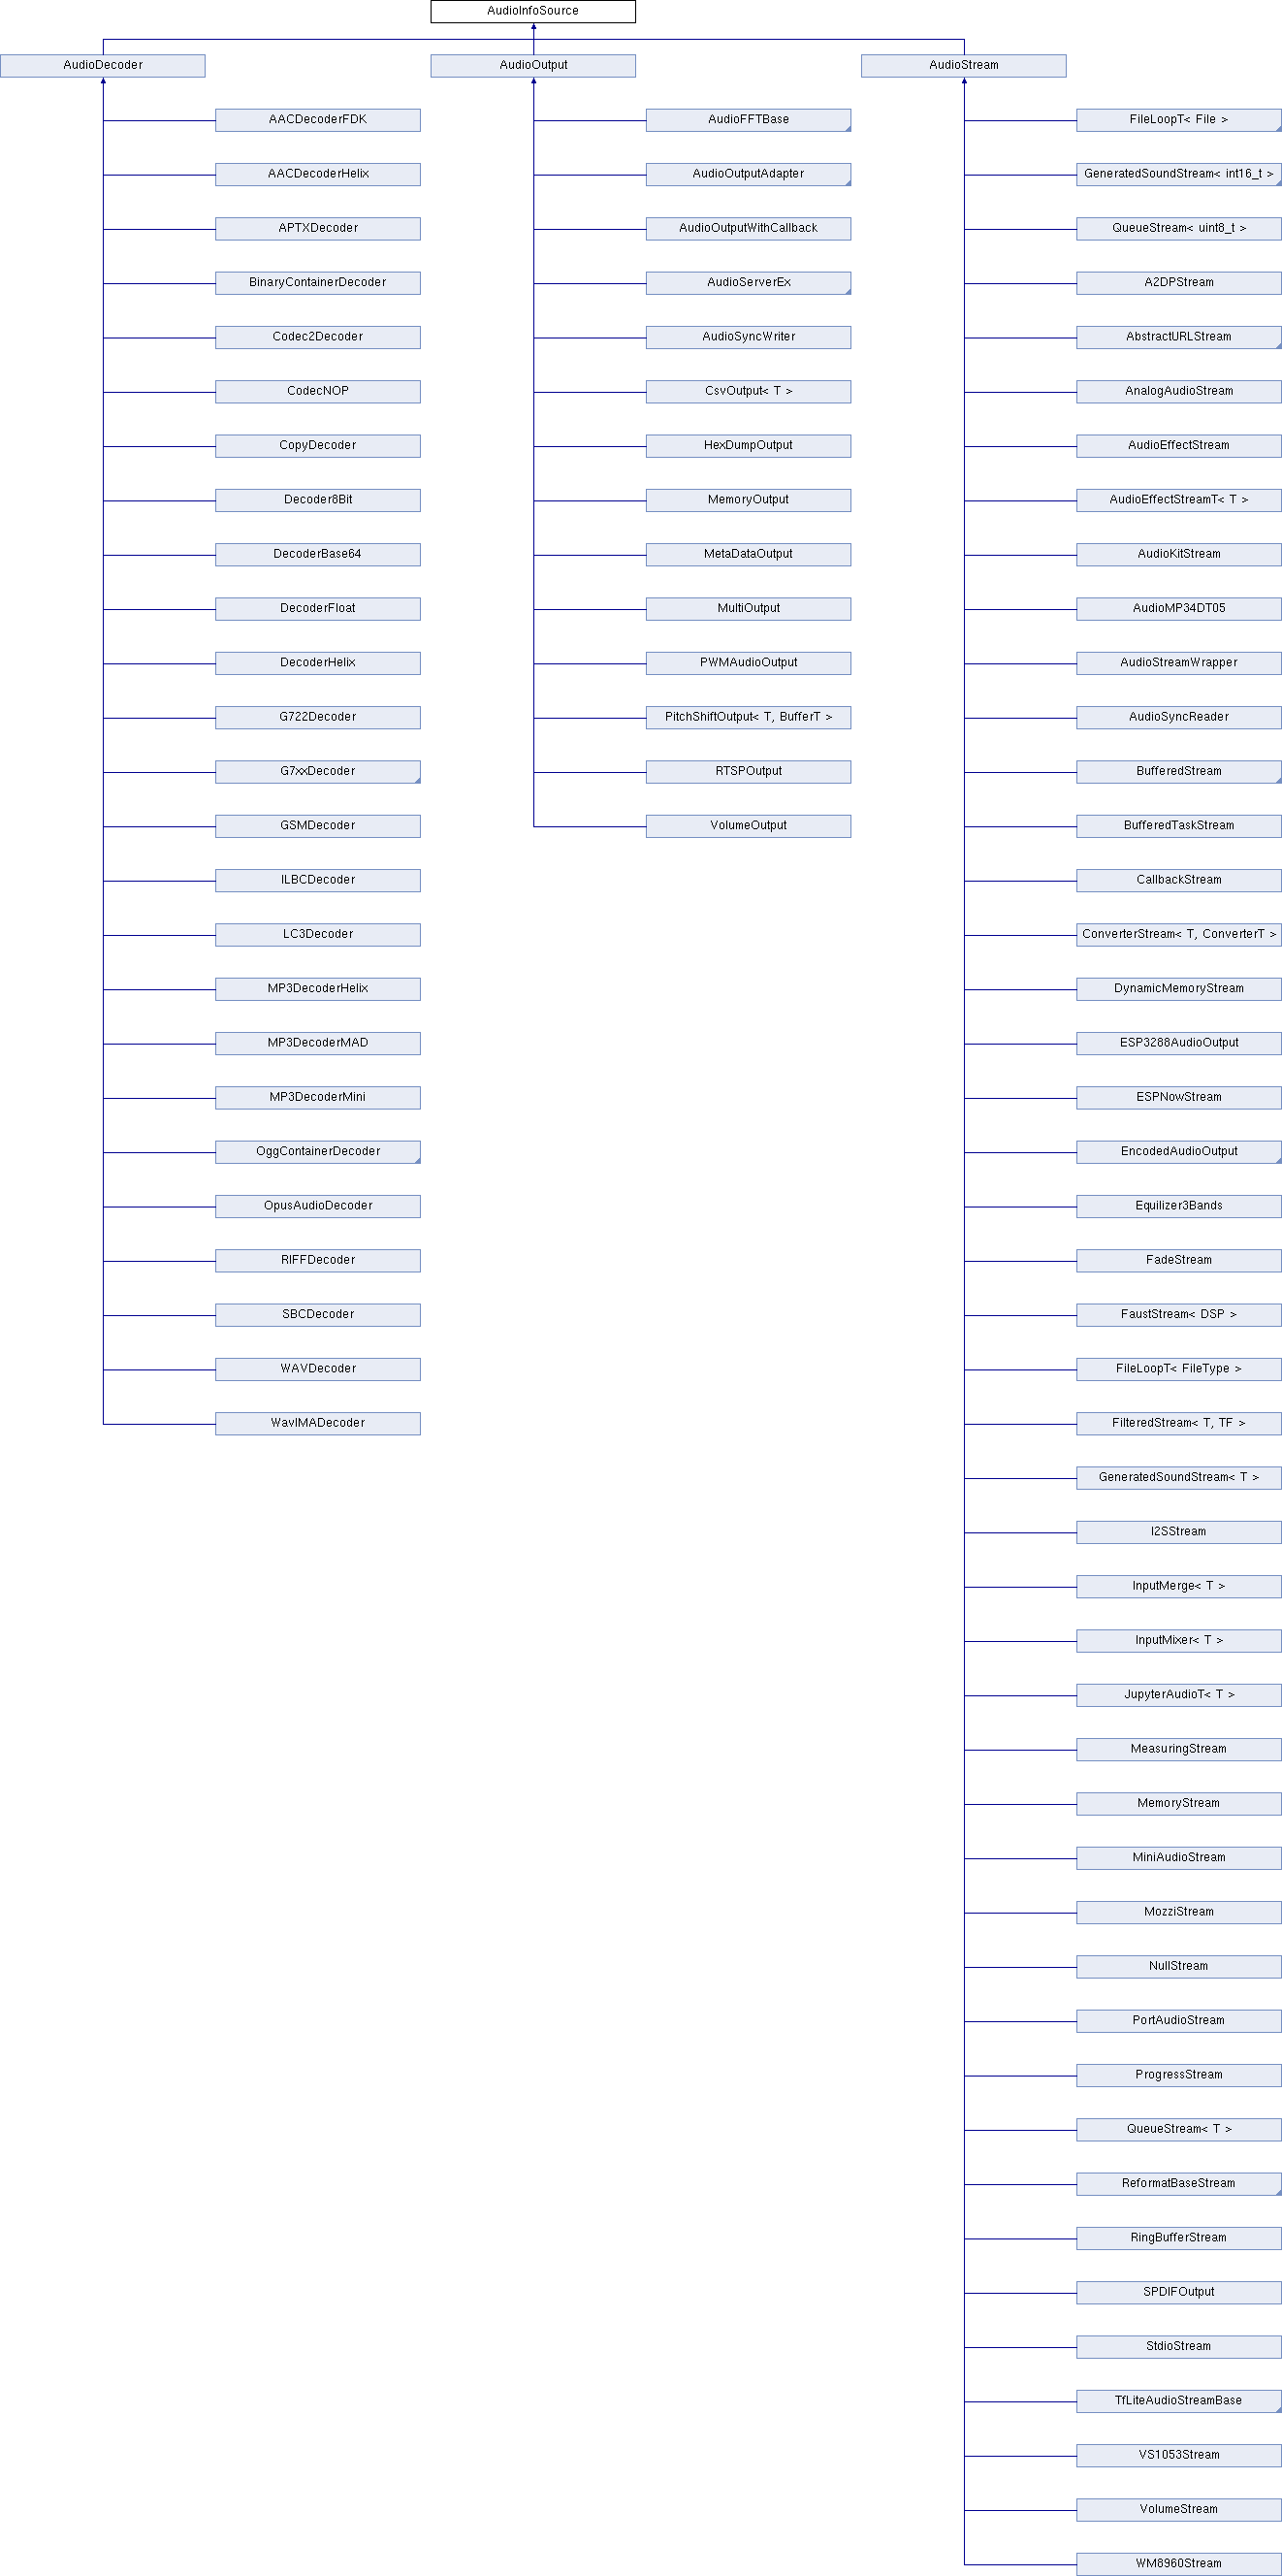 AudioInfoSource
AudioDecoder
AudioOutput
AudioStream
AACDecoderFDK
AACDecoderHelix
APTXDecoder
BinaryContainerDecoder
Codec2Decoder
CodecNOP
CopyDecoder
Decoder8Bit
DecoderBase64
DecoderFloat
DecoderHelix
G722Decoder
G7xxDecoder
GSMDecoder
ILBCDecoder
LC3Decoder
MP3DecoderHelix
MP3DecoderMAD
MP3DecoderMini
OggContainerDecoder
OpusAudioDecoder
RIFFDecoder
SBCDecoder
WAVDecoder
WavIMADecoder
AudioFFTBase
AudioOutputAdapter
AudioOutputWithCallback
AudioServerEx
AudioSyncWriter
CsvOutput< T >
HexDumpOutput
MemoryOutput
MetaDataOutput
MultiOutput
PWMAudioOutput
PitchShiftOutput< T, BufferT >
RTSPOutput
VolumeOutput
FileLoopT< File >
GeneratedSoundStream< int16_t >
QueueStream< uint8_t >
A2DPStream
AbstractURLStream
AnalogAudioStream
AudioEffectStream
AudioEffectStreamT< T >
AudioKitStream
AudioMP34DT05
AudioStreamWrapper
AudioSyncReader
BufferedStream
BufferedTaskStream
CallbackStream
ConverterStream< T, ConverterT >
DynamicMemoryStream
ESP3288AudioOutput
ESPNowStream
EncodedAudioOutput
Equilizer3Bands
FadeStream
FaustStream< DSP >
FileLoopT< FileType >
FilteredStream< T, TF >
GeneratedSoundStream< T >
I2SStream
InputMerge< T >
InputMixer< T >
JupyterAudioT< T >
MeasuringStream
MemoryStream
MiniAudioStream
MozziStream
NullStream
PortAudioStream
ProgressStream
QueueStream< T >
ReformatBaseStream
RingBufferStream
SPDIFOutput
StdioStream
TfLiteAudioStreamBase
VS1053Stream
VolumeStream
WM8960Stream